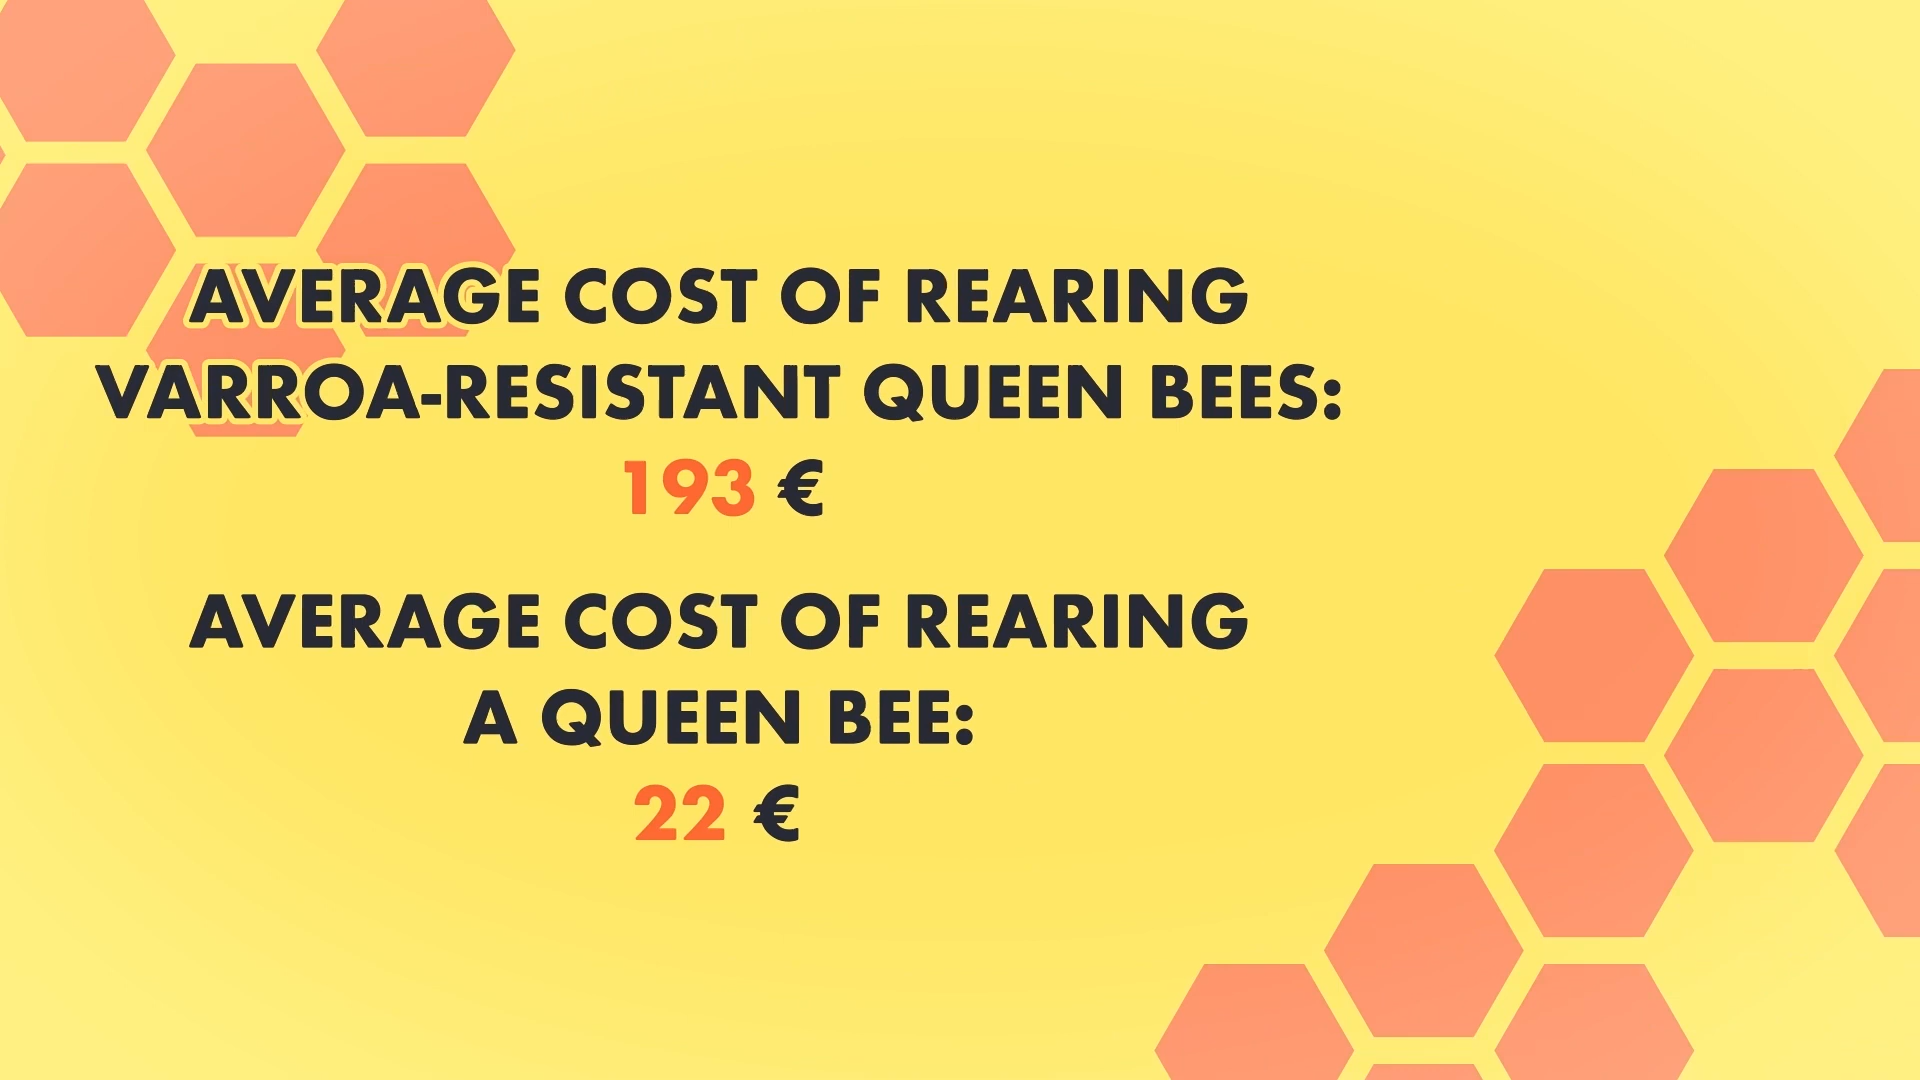 AVERAGE COST OF REARING
VARROA-RESISTANT QUEEN BEES:
193 €
AVERAGE COST OF REARING
A QUEEN BEE:
22 €